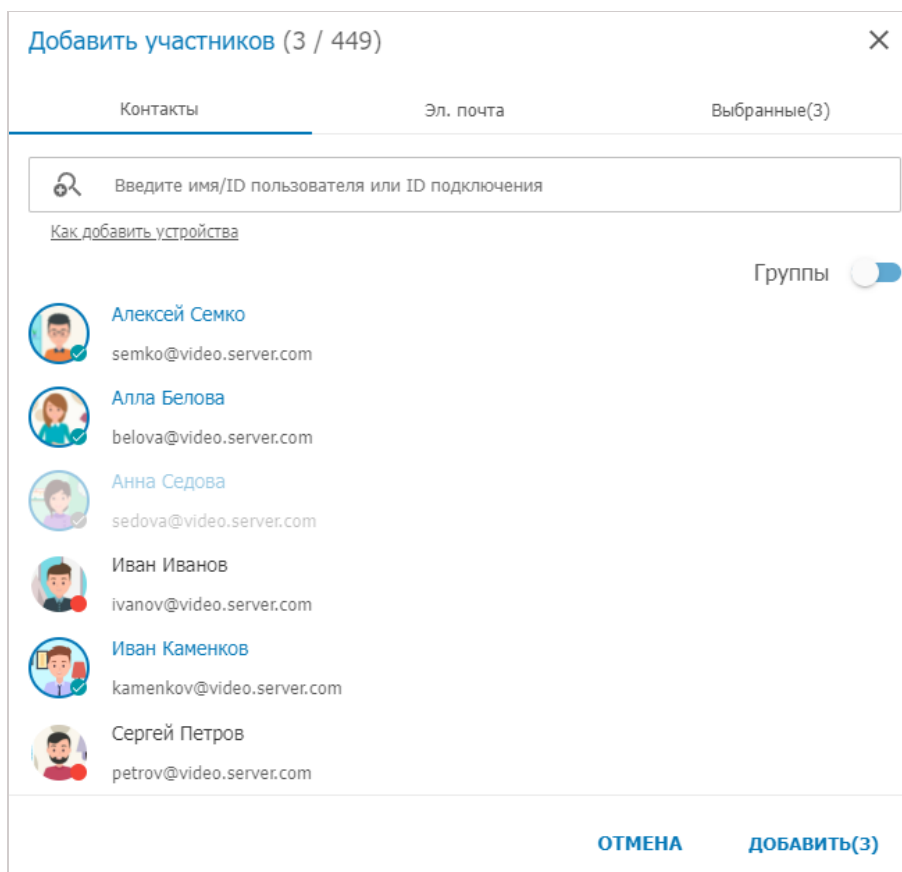 Добавить участников (3 / 449)
Контакты Эл. почта Выбранные(3)
Введите имя/ID пользователя или ID подключения
Как добавить устройства
Группы
Алексей Семко
semko@video.server.com
Алла Белова
belova@video.server.com
Анна Седова
sedova@video.server.com
Иван Иванов
ivanov@video.server.com
Иван Каменков
kamenkov@video.server.com
Сергей Петров
petrov@video.server.com
ОТМЕНА ДОБАВИТЬ(3)